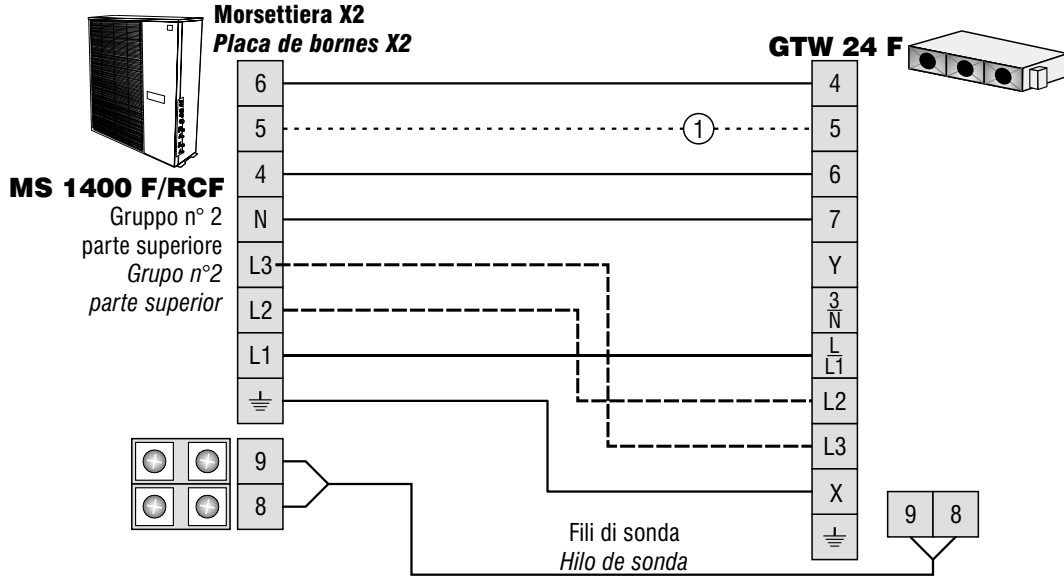 Morsettiera X2
Placa de bornes X2
GTW 24 F
MS 1400 F/RCF
Gruppo n° 2
parte superiore
Grupo n°2
parte superior
6
5
4
N
L3
L2
L1
9
8
1
4
5
6
7
Y
3
N
L
L1
L2
L3
X
9 8
Fili di sonda
Hilo de sonda